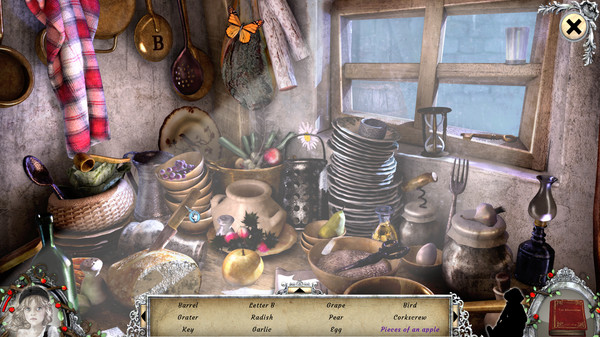 B
Barrel Letter B Grape Bird
Grater Radish Pear Corkscrew
Key Garlic Egg Pieces of an apple